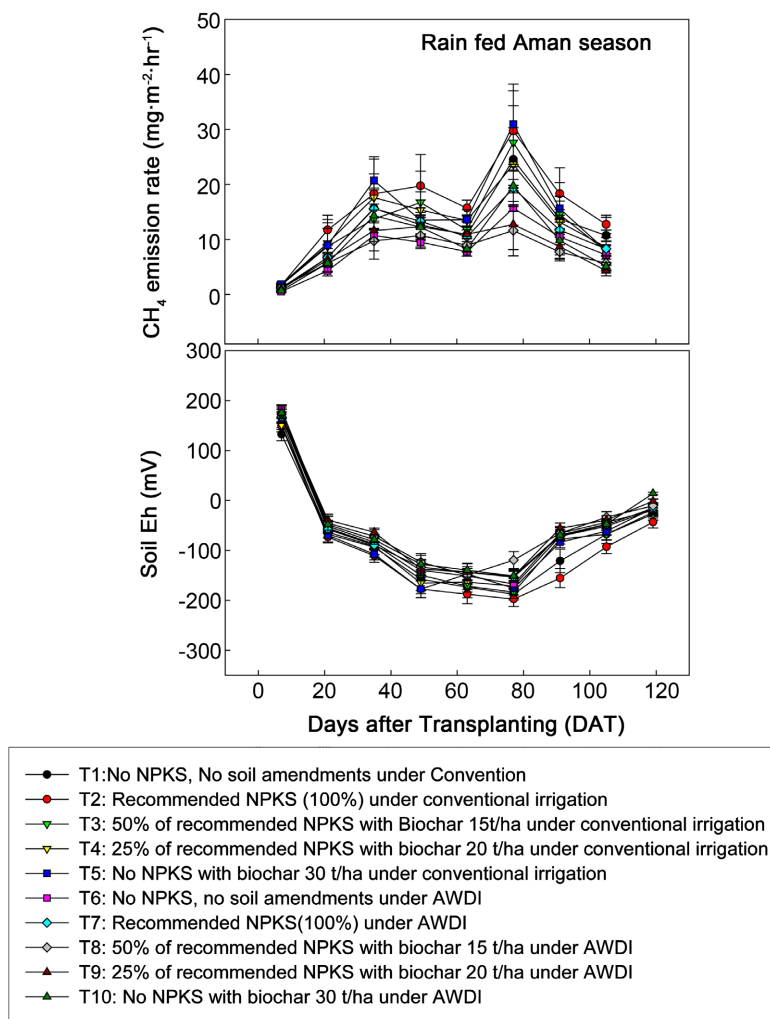 Rain fed Aman season
CH4 emission rate (mg·m-2·hr-1)
50
40
30
20
10
0
Soil Eh (mV)
300
200
100
0
-100
-200
-300
0 20 40 60 80 100 120
Days after Transplanting (DAT)
T1:No NPKS, No soil amendments under Convention
T2: Recommended NPKS (100%) under conventional irrigation
T3: 50% of recommended NPKS with Biochar 15t/ha under conventional irrigation
T4: 25% of recommended NPKS with biochar 20 t/ha under conventional irrigation
T5: No NPKS with biochar 30 t/ha under conventional irrigation
T6: No NPKS, no soil amendments under AWDI
T7: Recommended NPKS(100%) under AWDI
T8: 50% of recommended NPKS with biochar 15 t/ha under AWDI
T9: 25% of recommended NPKS with biochar 20 t/ha under AWDI
T10: No NPKS with biochar 30 t/ha under AWDI